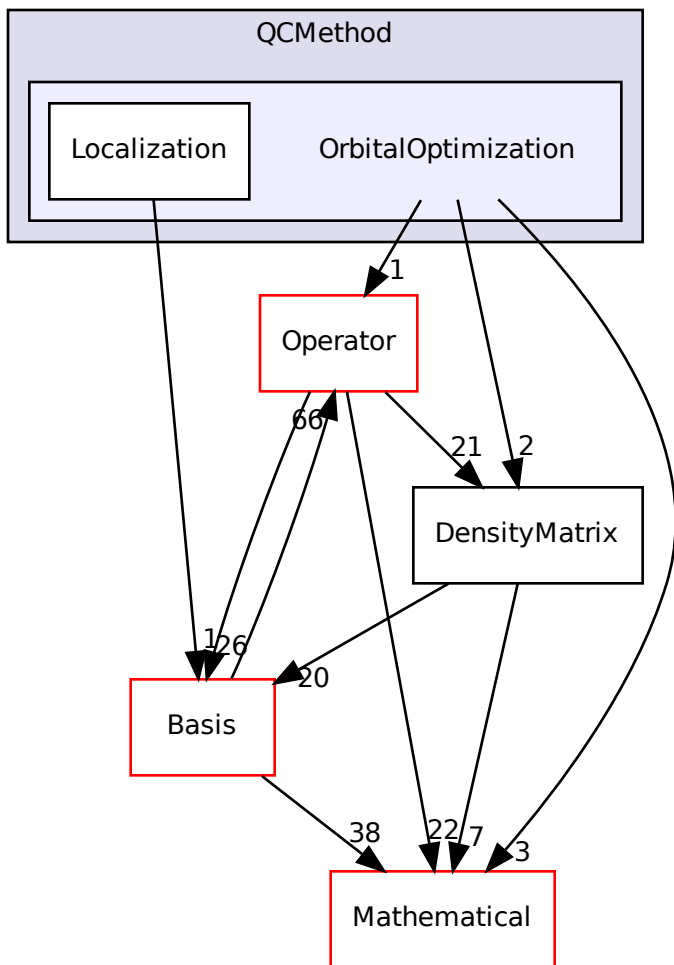 QCMethod
Localization
OrbitalOptimization
1
Operator
66
21
2
DensityMatrix
1
26
20
Basis
38
22
7
3
Mathematical